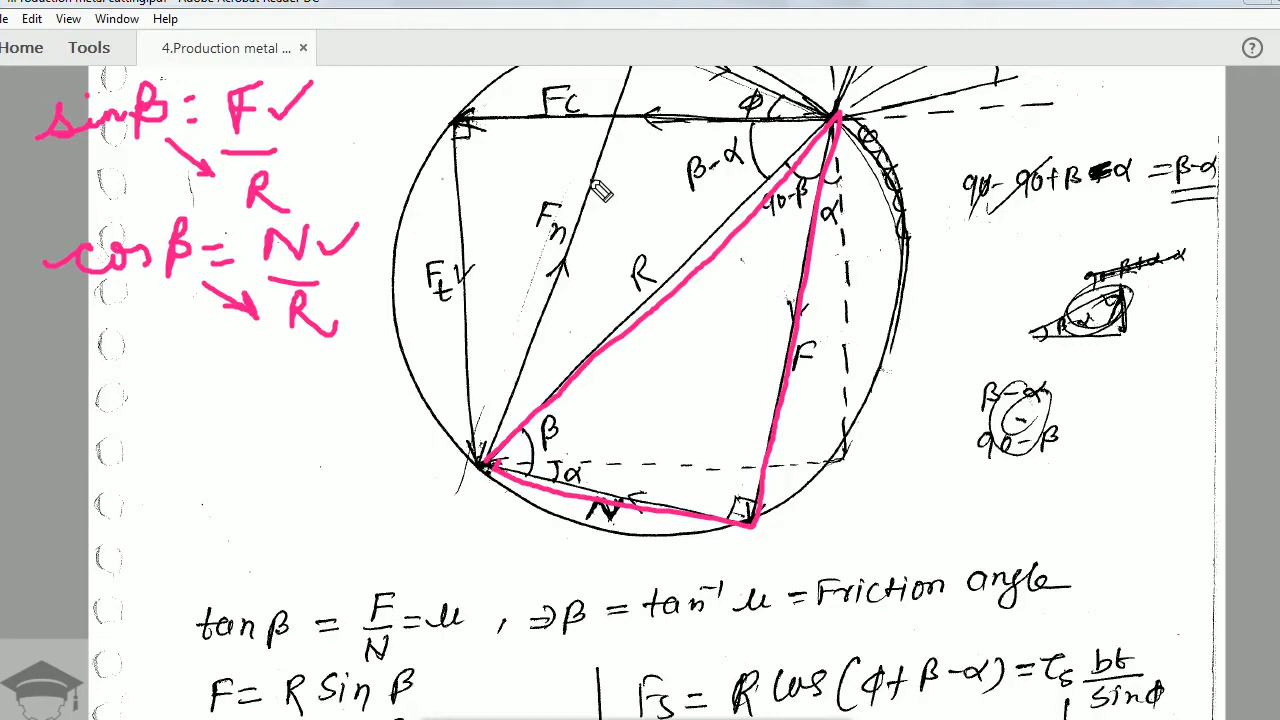 Edit View Window Help
Home Tools 4.Production metal ... × ?
sinβ = F
R
cosβ = N
R
Fc
φ
β-α
90-β
α
Fn
Ft
R
F
β
α
N
90-90+β-α = β-α
β-α
90-β
tanβ = F/N = μ , ⇒ β = tan⁻¹ μ = Friction angle
F = R Sin β
Fs = R cos (φ+β-α) = τs bt/sinφ